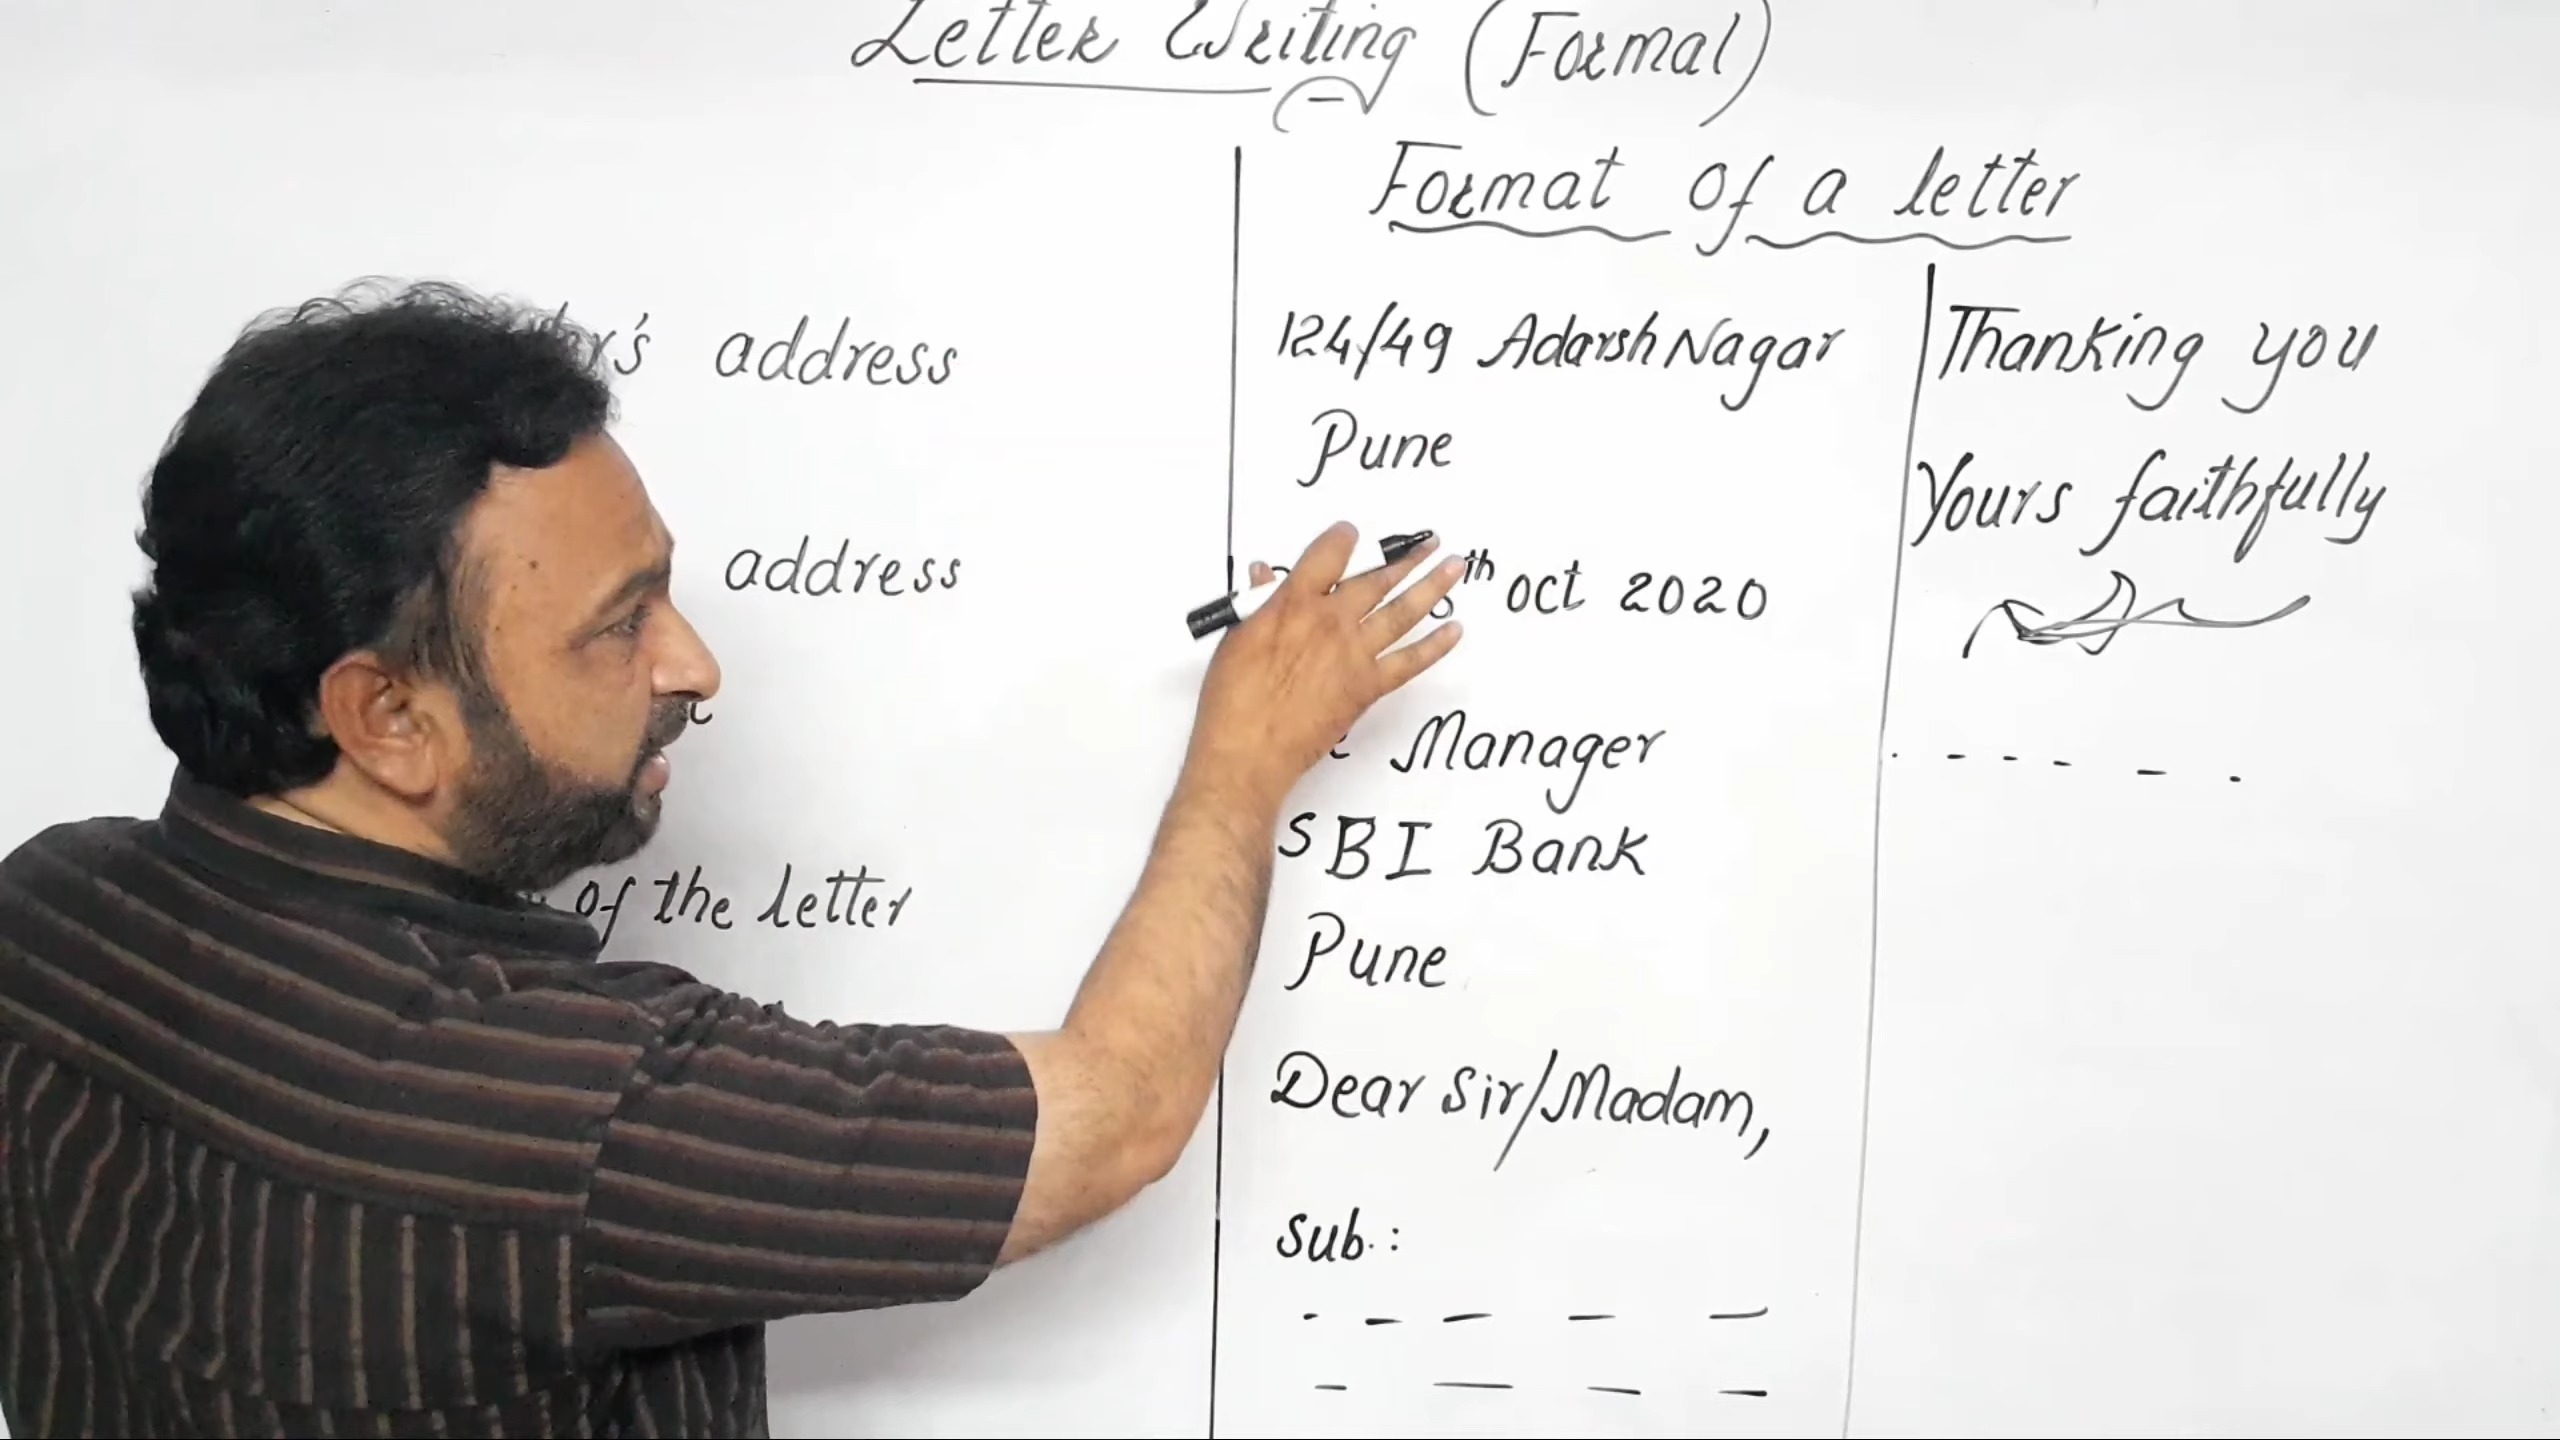 Letter Writing (Formal)
address
address
of the letter
Format of a letter
124/49 Adarsh Nagar
Pune
oct 2020
Manager
SBI Bank
Pune
Dear Sir/Madam,
Sub.:
Thanking you
Yours faithfully